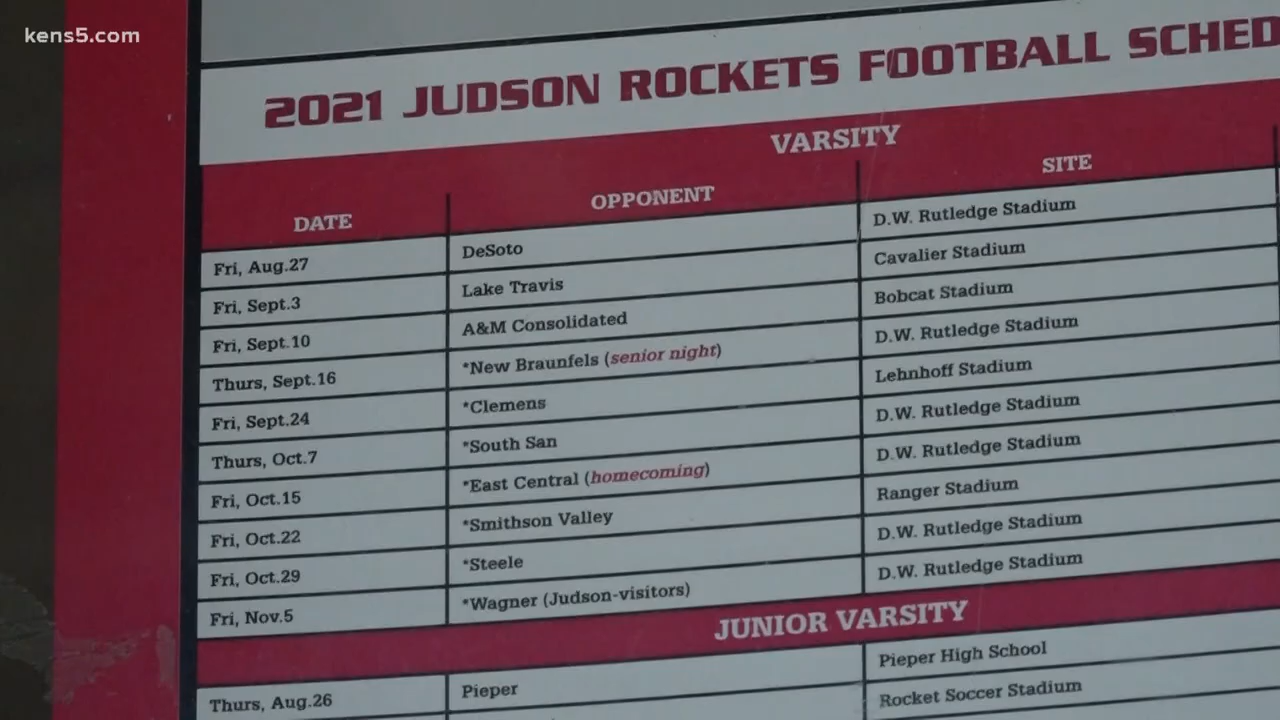 kens5.com
2021 JUDSON ROCKETS FOOTBALL SCHED
VARSITY
DATE OPPONENT SITE
Fri, Aug.27 DeSoto D.W. Rutledge Stadium
Fri, Sept.3 Lake Travis Cavalier Stadium
Fri, Sept.10 A&M Consolidated Bobcat Stadium
Thurs, Sept.16 *New Braunfels (senior night) D.W. Rutledge Stadium
Fri, Sept.24 *Clemens Lehnhoff Stadium
Thurs, Oct.7 *South San D.W. Rutledge Stadium
Fri, Oct.15 *East Central (homecoming) D.W. Rutledge Stadium
Fri, Oct.22 *Smithson Valley Ranger Stadium
Fri, Oct.29 *Steele D.W. Rutledge Stadium
Fri, Nov.5 *Wagner (Judson-visitors) D.W. Rutledge Stadium
JUNIOR VARSITY
Thurs, Aug.26 Pieper Pieper High School
Rocket Soccer Stadium